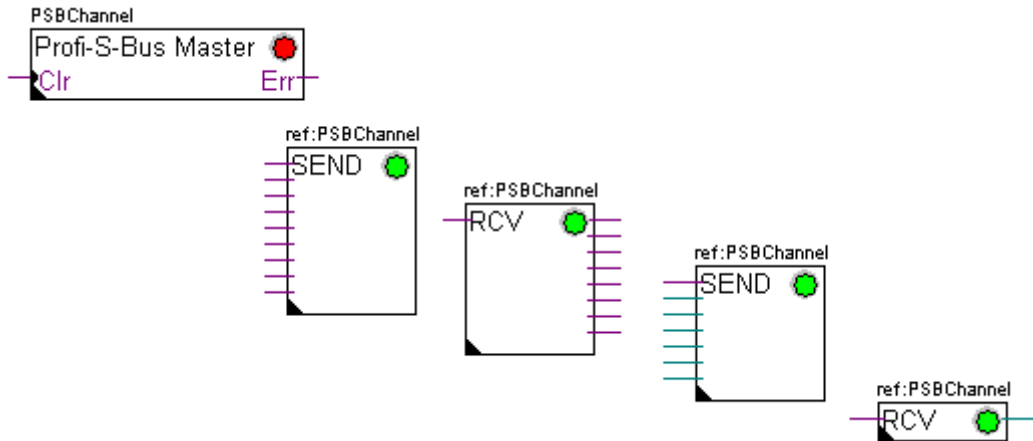 PSBChannel
Profi-S-Bus Master
Clr Err
ref:PSBChannel
SEND
ref:PSBChannel
RCV
ref:PSBChannel
SEND
ref:PSBChannel
RCV